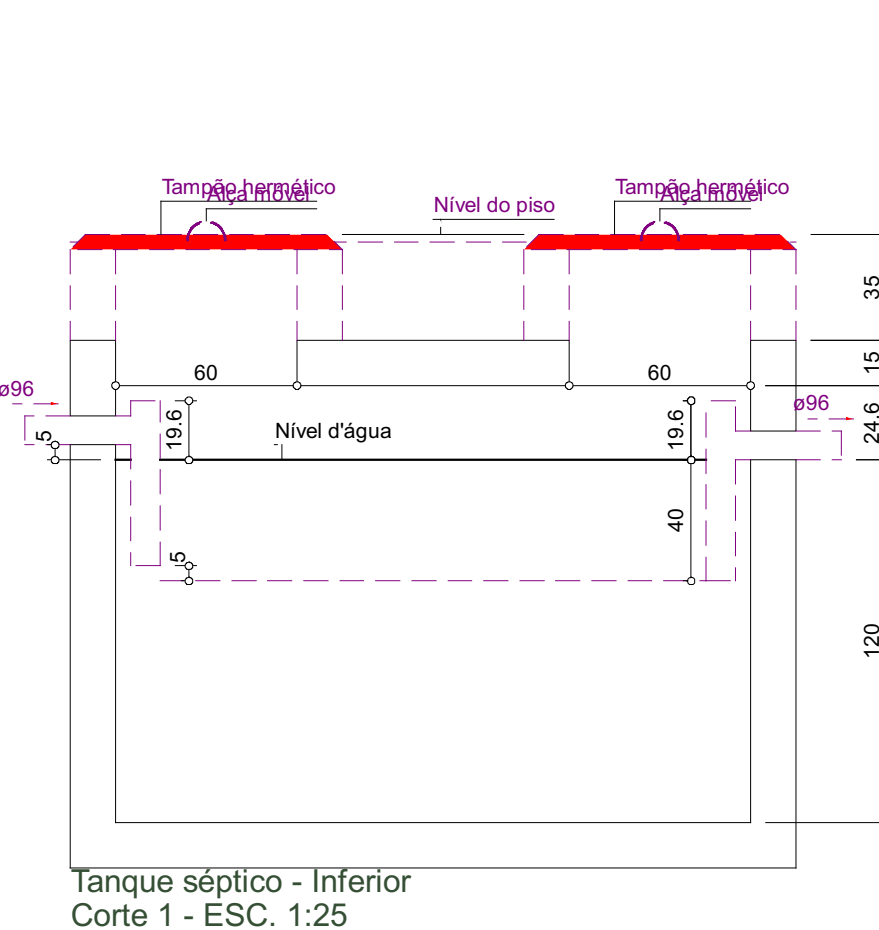 Tampão hermético
Alça móvel
Nível do piso
Tampão hermético
Alça móvel
35
15
60
60
ø96
ø96
5
19.6
Nível d'água
19.6
24.6
40
5
120
Tanque séptico - Inferior
Corte 1 - ESC. 1:25